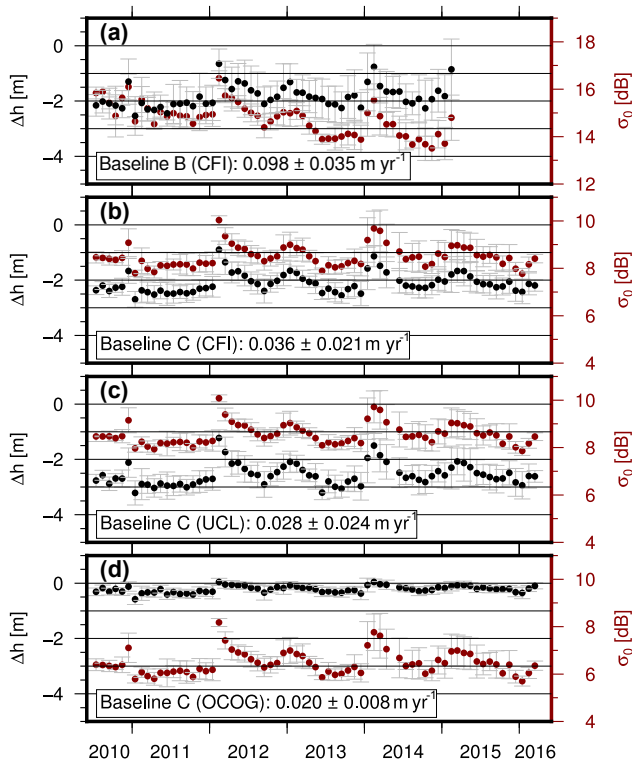 (a)
0
−2
−4
Δh [m]
18
16
14
12
σ0 [dB]
Baseline B (CFI): 0.098 ± 0.035 m yr-1
(b)
0
−2
−4
Δh [m]
10
8
6
4
σ0 [dB]
Baseline C (CFI): 0.036 ± 0.021 m yr-1
(c)
0
−2
−4
Δh [m]
10
8
6
4
σ0 [dB]
Baseline C (UCL): 0.028 ± 0.024 m yr-1
(d)
0
−2
−4
Δh [m]
10
8
6
4
σ0 [dB]
Baseline C (OCOG): 0.020 ± 0.008 m yr-1
2010 2011 2012 2013 2014 2015 2016